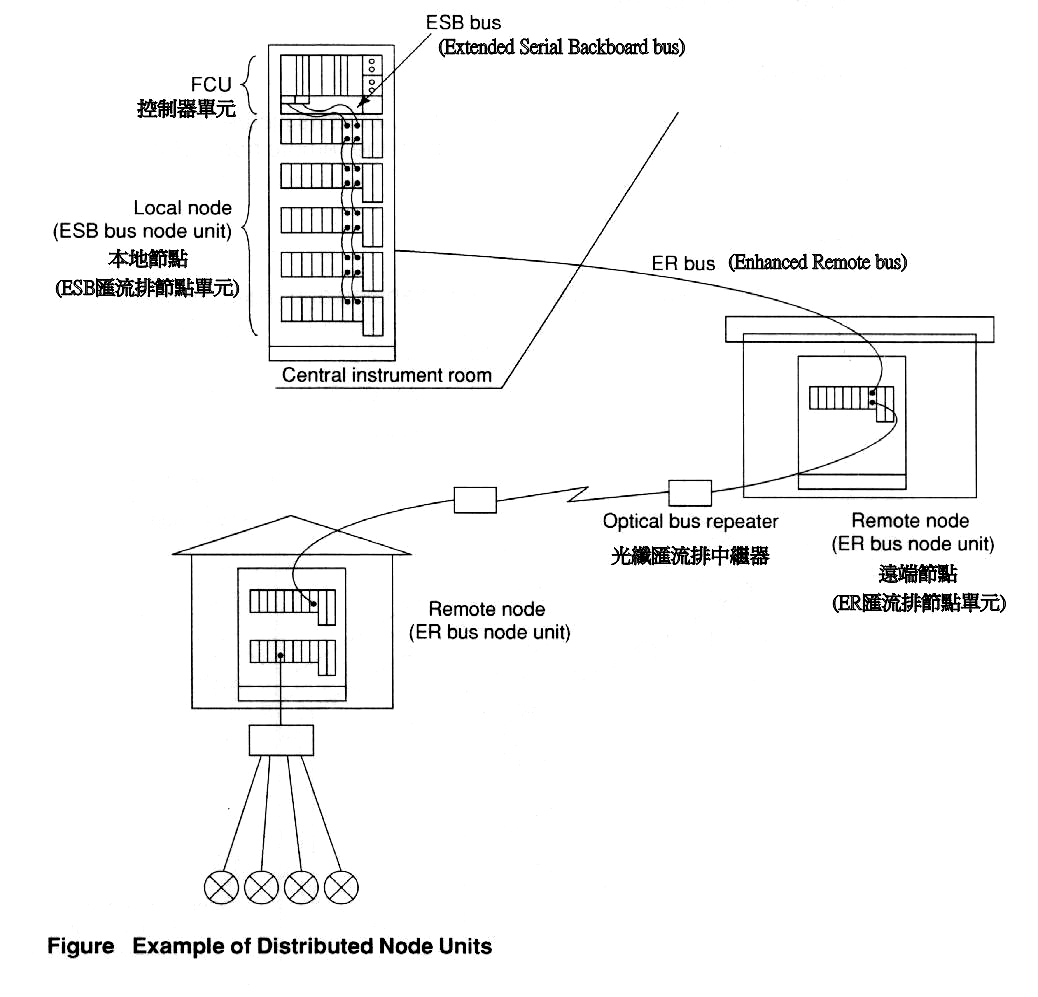 ESB bus
(Extended Serial Backboard bus)
FCU
控制器單元
Local node
(ESB bus node unit)
本地節點
(ESB匯流排節點單元)
ER bus (Enhanced Remote bus)
Central instrument room
Optical bus repeater
光纖匯流排中繼器
Remote node
(ER bus node unit)
遠端節點
(ER匯流排節點單元)
Remote node
(ER bus node unit)
Figure Example of Distributed Node Units